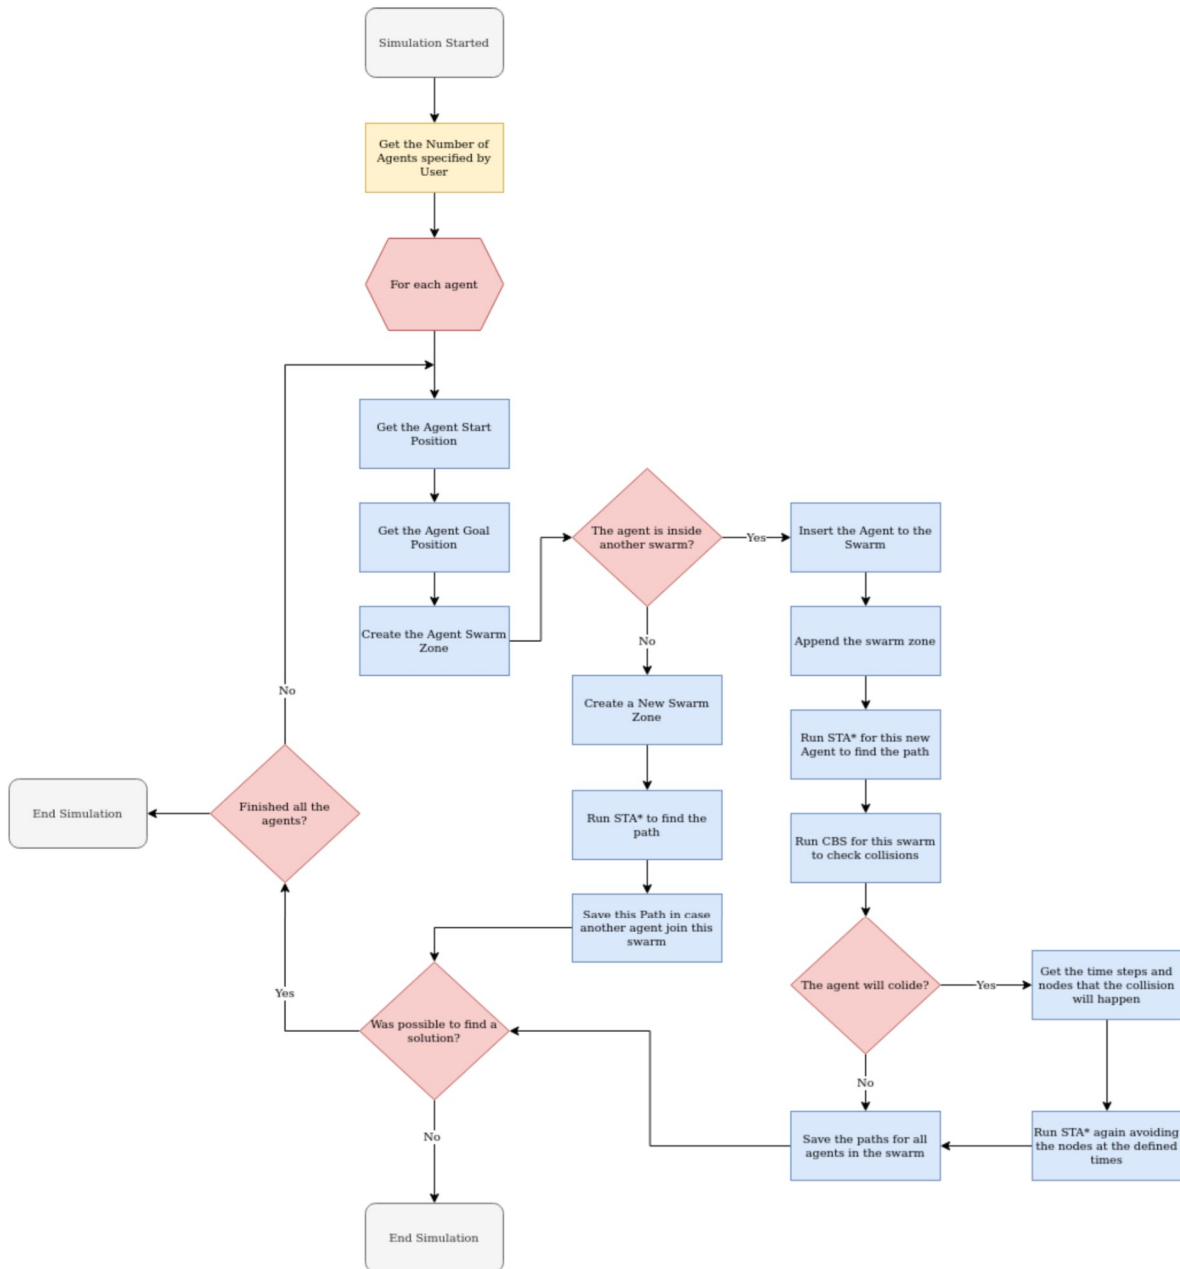 Simulation Started
Get the Number of
Agents specified by
User
For each agent
Get the Agent Start
Position
Get the Agent Goal
Position
Create the Agent Swarm
Zone
The agent is inside
another swarm?
Yes
Insert the Agent to the
Swarm
Append the swarm zone
No
Create a New Swarm
Zone
Run STA* for this new
Agent to find the path
Run STA* to find the
path
Run CBS for this swarm
to check collisions
Save this Path in case
another agent join this
swarm
The agent will colide?
Yes
Get the time steps and
nodes that the collision
will happen
No
Run STA* again avoiding
the nodes at the defined
times
Save the paths for all
agents in the swarm
Was possible to find a
solution?
Yes
No
End Simulation
Finished all the
agents?
No
End Simulation